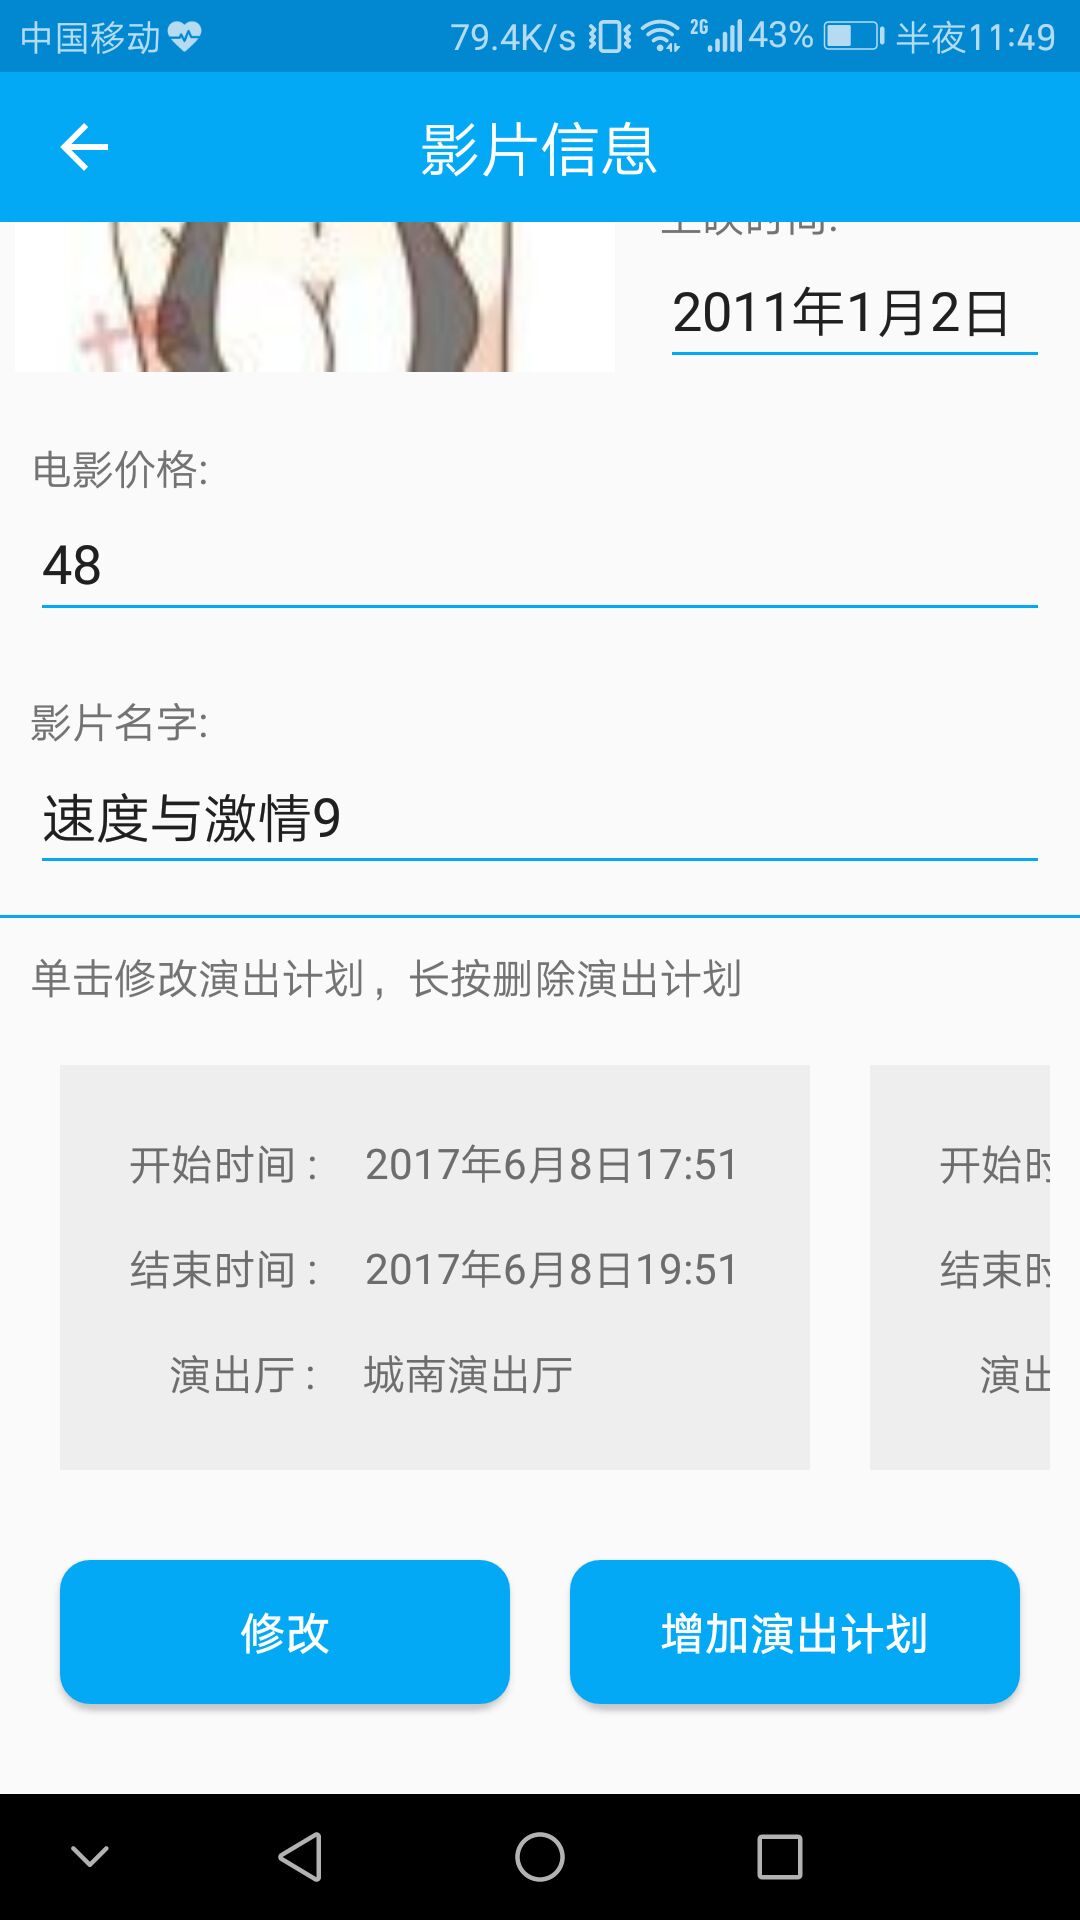 中国移动 79.4K/s 2G 43% 半夜11:49
影片信息
上映时间:
2011年1月2日
电影价格:
48
影片名字:
速度与激情9
单击修改演出计划，长按删除演出计划
开始时间： 2017年6月8日17:51 开始时
结束时间： 2017年6月8日19:51 结束时
演出厅： 城南演出厅 演出
修改 增加演出计划